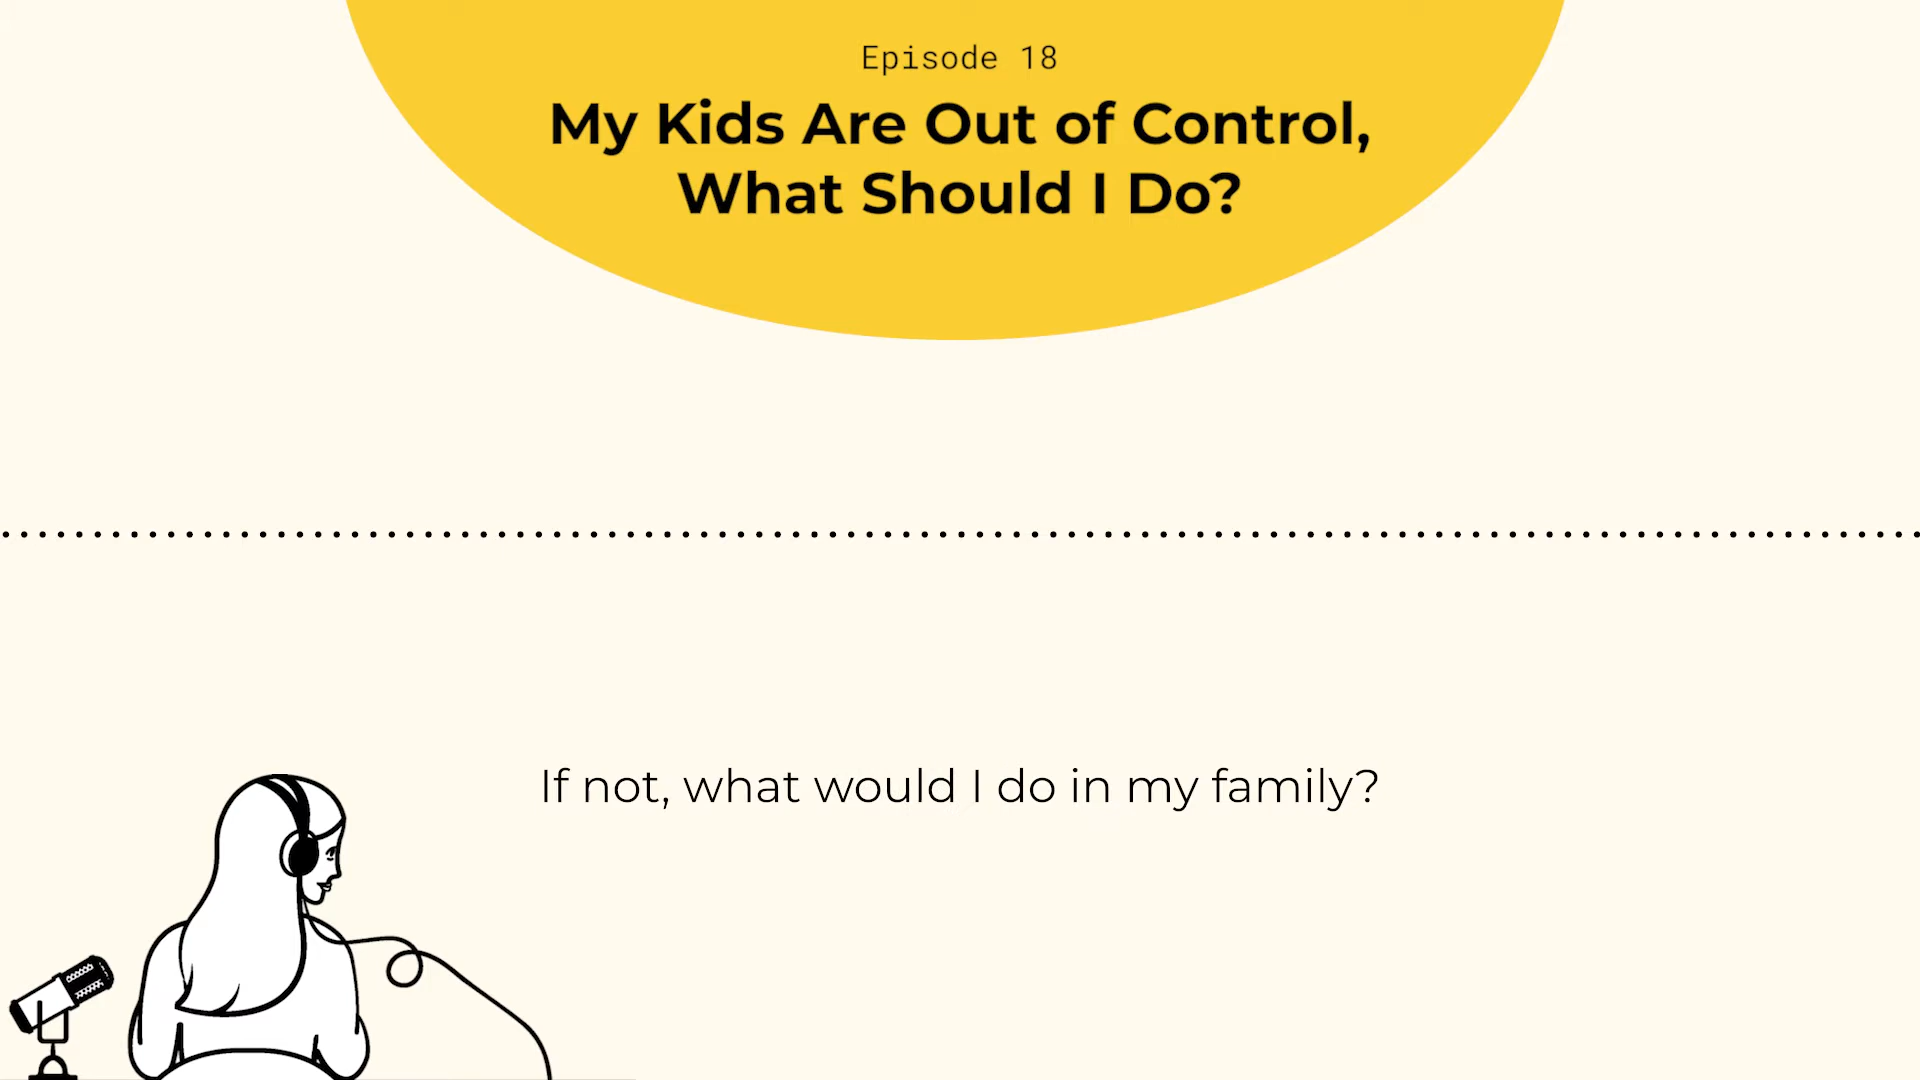 Episode 18
My Kids Are Out of Control,
What Should I Do?
If not, what would I do in my family?